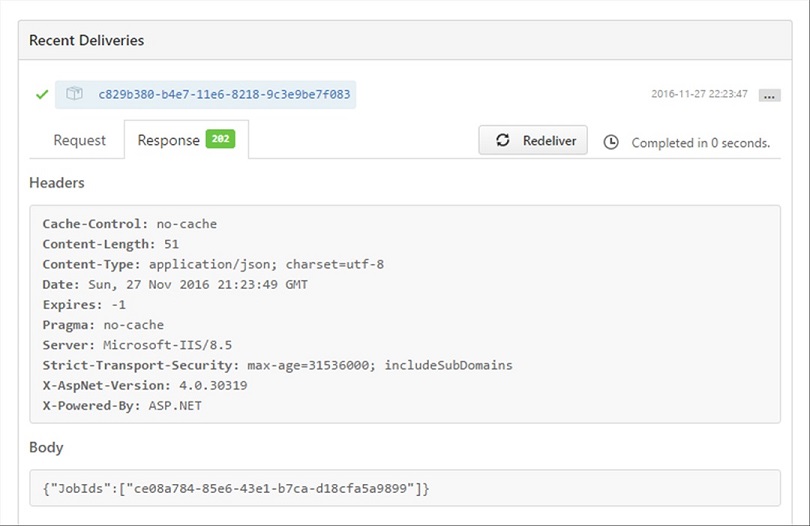 Recent Deliveries
c829b380-b4e7-11e6-8218-9c3e9be7f083 2016-11-27 22:23:47 ...
Request Response 202 Redeliver Completed in 0 seconds.
Headers
Cache-Control: no-cache
Content-Length: 51
Content-Type: application/json; charset=utf-8
Date: Sun, 27 Nov 2016 21:23:49 GMT
Expires: -1
Pragma: no-cache
Server: Microsoft-IIS/8.5
Strict-Transport-Security: max-age=31536000; includeSubDomains
X-AspNet-Version: 4.0.30319
X-Powered-By: ASP.NET
Body
{"JobIds":["ce08a784-85e6-43e1-b7ca-d18cfa5a9899"]}